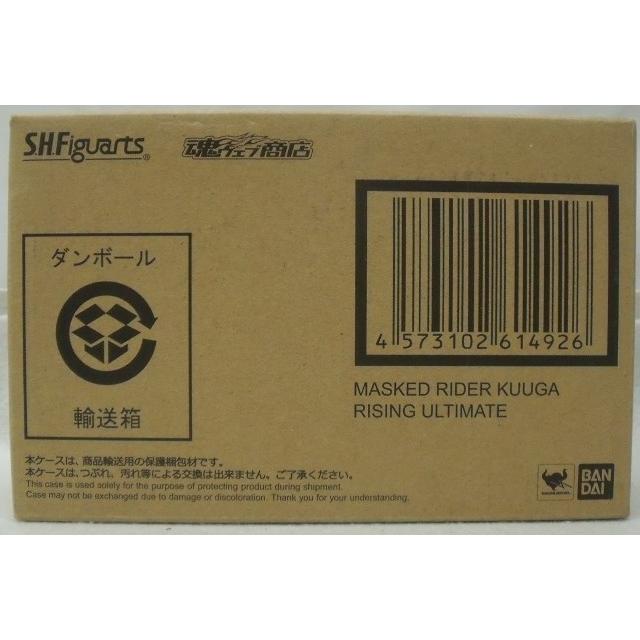 S.H.Figuarts®
魂ウェブ商店
ダンボール
輸送箱
4 573102 614926
MASKED RIDER KUUGA
RISING ULTIMATE
本ケースは、商品輸送用の保護梱包材です。
本ケースは、つぶれ、汚れ等による交換は出来ません。ご了承ください。
This case is used solely for the purpose of protecting product during shipment.
Case may not be exchanged due to damage or discoloration. Thank you for your understanding.
BAN
DAI